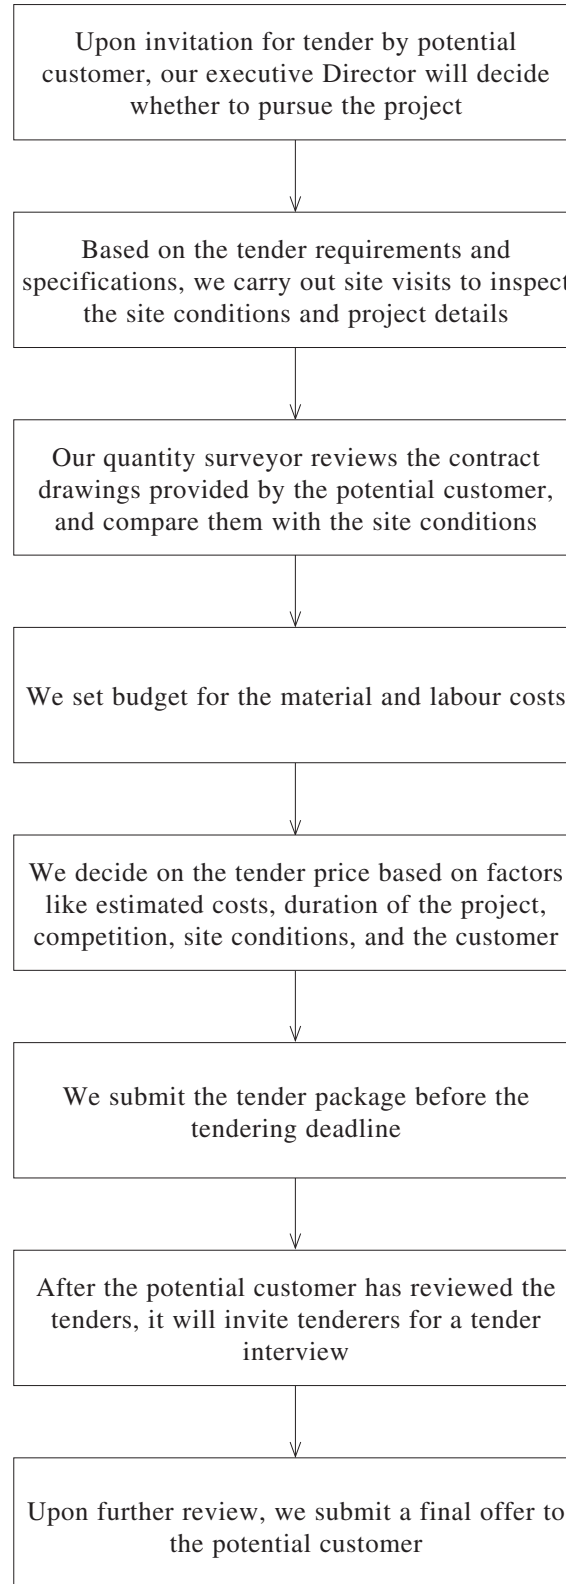 Upon invitation for tender by potential
customer, our executive Director will decide
whether to pursue the project
Based on the tender requirements and
specifications, we carry out site visits to inspect
the site conditions and project details
Our quantity surveyor reviews the contract
drawings provided by the potential customer,
and compare them with the site conditions
We set budget for the material and labour costs
We decide on the tender price based on factors
like estimated costs, duration of the project,
competition, site conditions, and the customer
We submit the tender package before the
tendering deadline
After the potential customer has reviewed the
tenders, it will invite tenderers for a tender
interview
Upon further review, we submit a final offer to
the potential customer